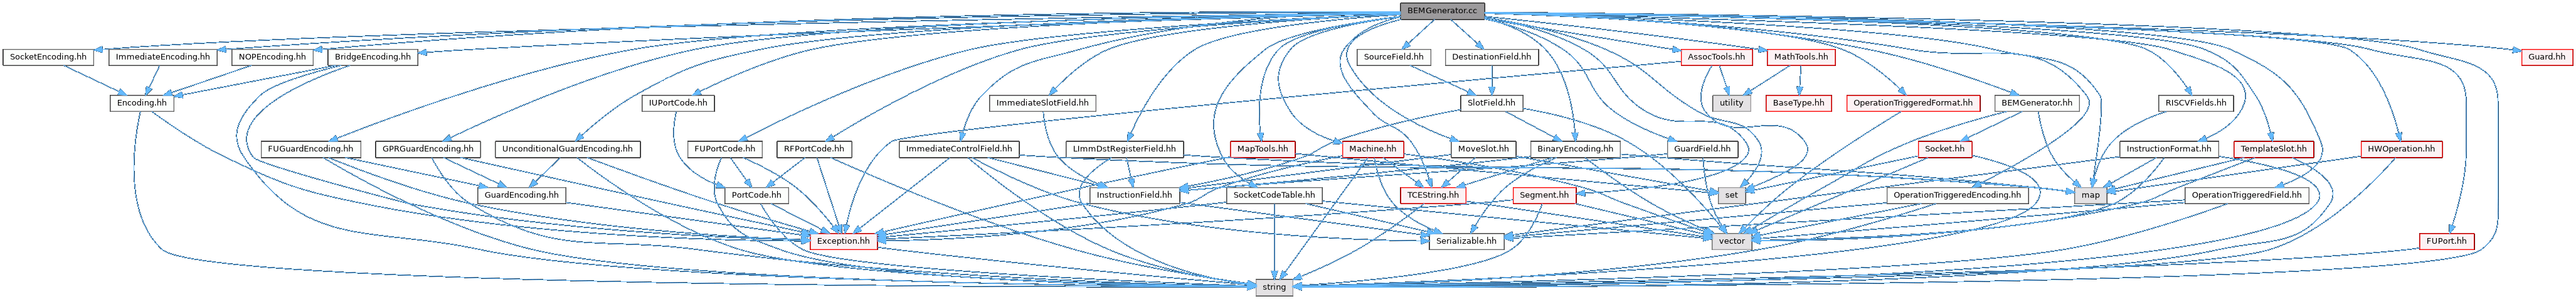 BEMGenerator.cc
SocketEncoding.hh
ImmediateEncoding.hh
NOPEncoding.hh
BridgeEncoding.hh
SourceField.hh
DestinationField.hh
AssocTools.hh
MathTools.hh
Guard.hh
Encoding.hh
IUPortCode.hh
ImmediateSlotField.hh
SlotField.hh
utility
BaseType.hh
OperationTriggeredFormat.hh
BEMGenerator.hh
RISCVFields.hh
FUGuardEncoding.hh
GPRGuardEncoding.hh
UnconditionalGuardEncoding.hh
FUPortCode.hh
RFPortCode.hh
ImmediateControlField.hh
LImmDstRegisterField.hh
MapTools.hh
Machine.hh
MoveSlot.hh
BinaryEncoding.hh
GuardField.hh
Socket.hh
InstructionFormat.hh
TemplateSlot.hh
HWOperation.hh
GuardEncoding.hh
PortCode.hh
InstructionField.hh
SocketCodeTable.hh
TCEString.hh
Segment.hh
set
OperationTriggeredEncoding.hh
map
OperationTriggeredField.hh
Exception.hh
Serializable.hh
vector
FUPort.hh
string